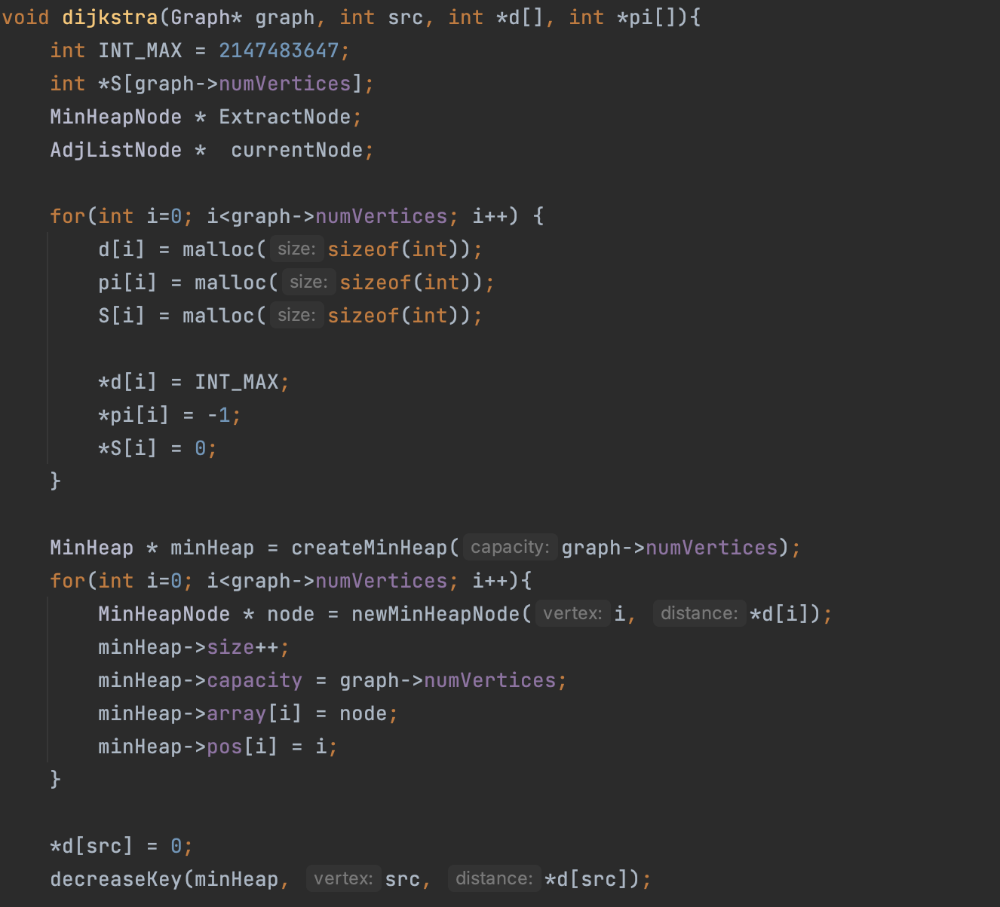 void dijkstra(Graph* graph, int src, int *d[], int *pi[]){
    int INT_MAX = 2147483647;
    int *S[graph->numVertices];
    MinHeapNode * ExtractNode;
    AdjListNode *  currentNode;

    for(int i=0; i<graph->numVertices; i++) {
        d[i] = malloc( size: sizeof(int));
        pi[i] = malloc( size: sizeof(int));
        S[i] = malloc( size: sizeof(int));

        *d[i] = INT_MAX;
        *pi[i] = -1;
        *S[i] = 0;
    }

    MinHeap * minHeap = createMinHeap( capacity: graph->numVertices);
    for(int i=0; i<graph->numVertices; i++){
        MinHeapNode * node = newMinHeapNode( vertex: i,  distance: *d[i]);
        minHeap->size++;
        minHeap->capacity = graph->numVertices;
        minHeap->array[i] = node;
        minHeap->pos[i] = i;
    }

    *d[src] = 0;
    decreaseKey(minHeap,  vertex: src,  distance: *d[src]);